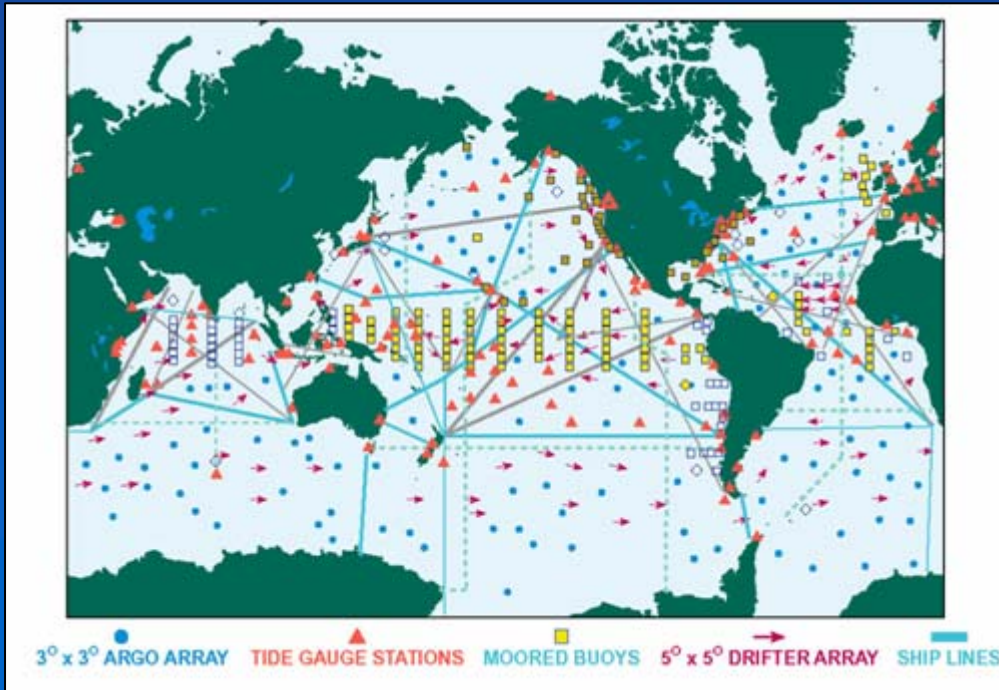 3° x 3° ARGO ARRAY TIDE GAUGE STATIONS MOORED BUOYS 5° x 5° DRIFTER ARRAY SHIP LINES